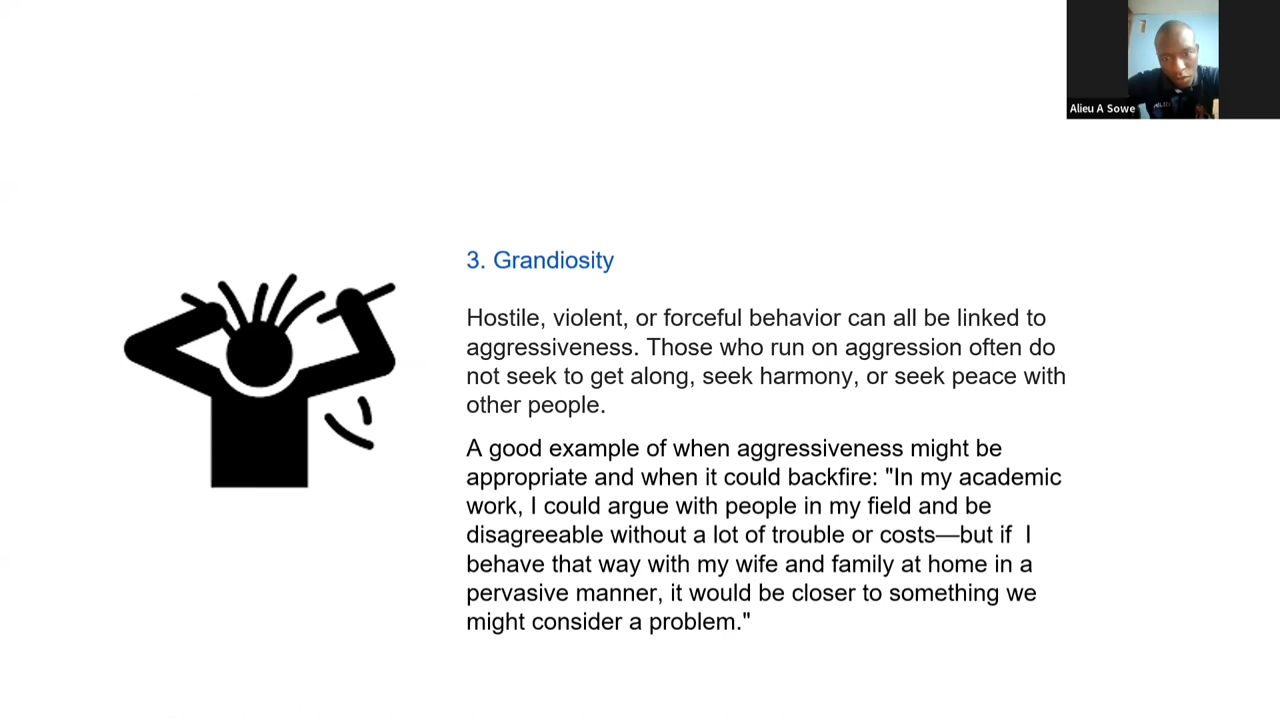 Alieu A Sowe
3. Grandiosity
Hostile, violent, or forceful behavior can all be linked to
aggressiveness. Those who run on aggression often do
not seek to get along, seek harmony, or seek peace with
other people.
A good example of when aggressiveness might be
appropriate and when it could backfire: "In my academic
work, I could argue with people in my field and be
disagreeable without a lot of trouble or costs—but if  I
behave that way with my wife and family at home in a
pervasive manner, it would be closer to something we
might consider a problem."